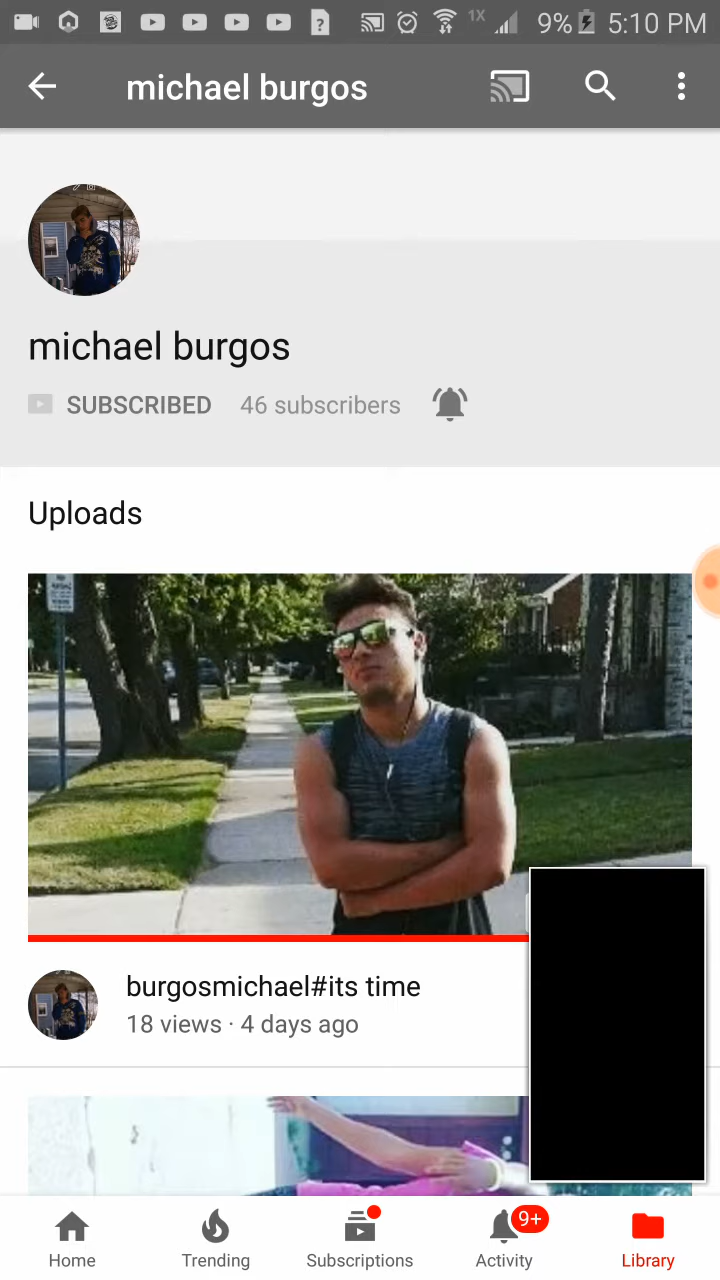 1X 9% 5:10 PM
michael burgos
michael burgos
SUBSCRIBED 46 subscribers
Uploads
burgosmichael#its time
18 views · 4 days ago
9+
Home Trending Subscriptions Activity Library